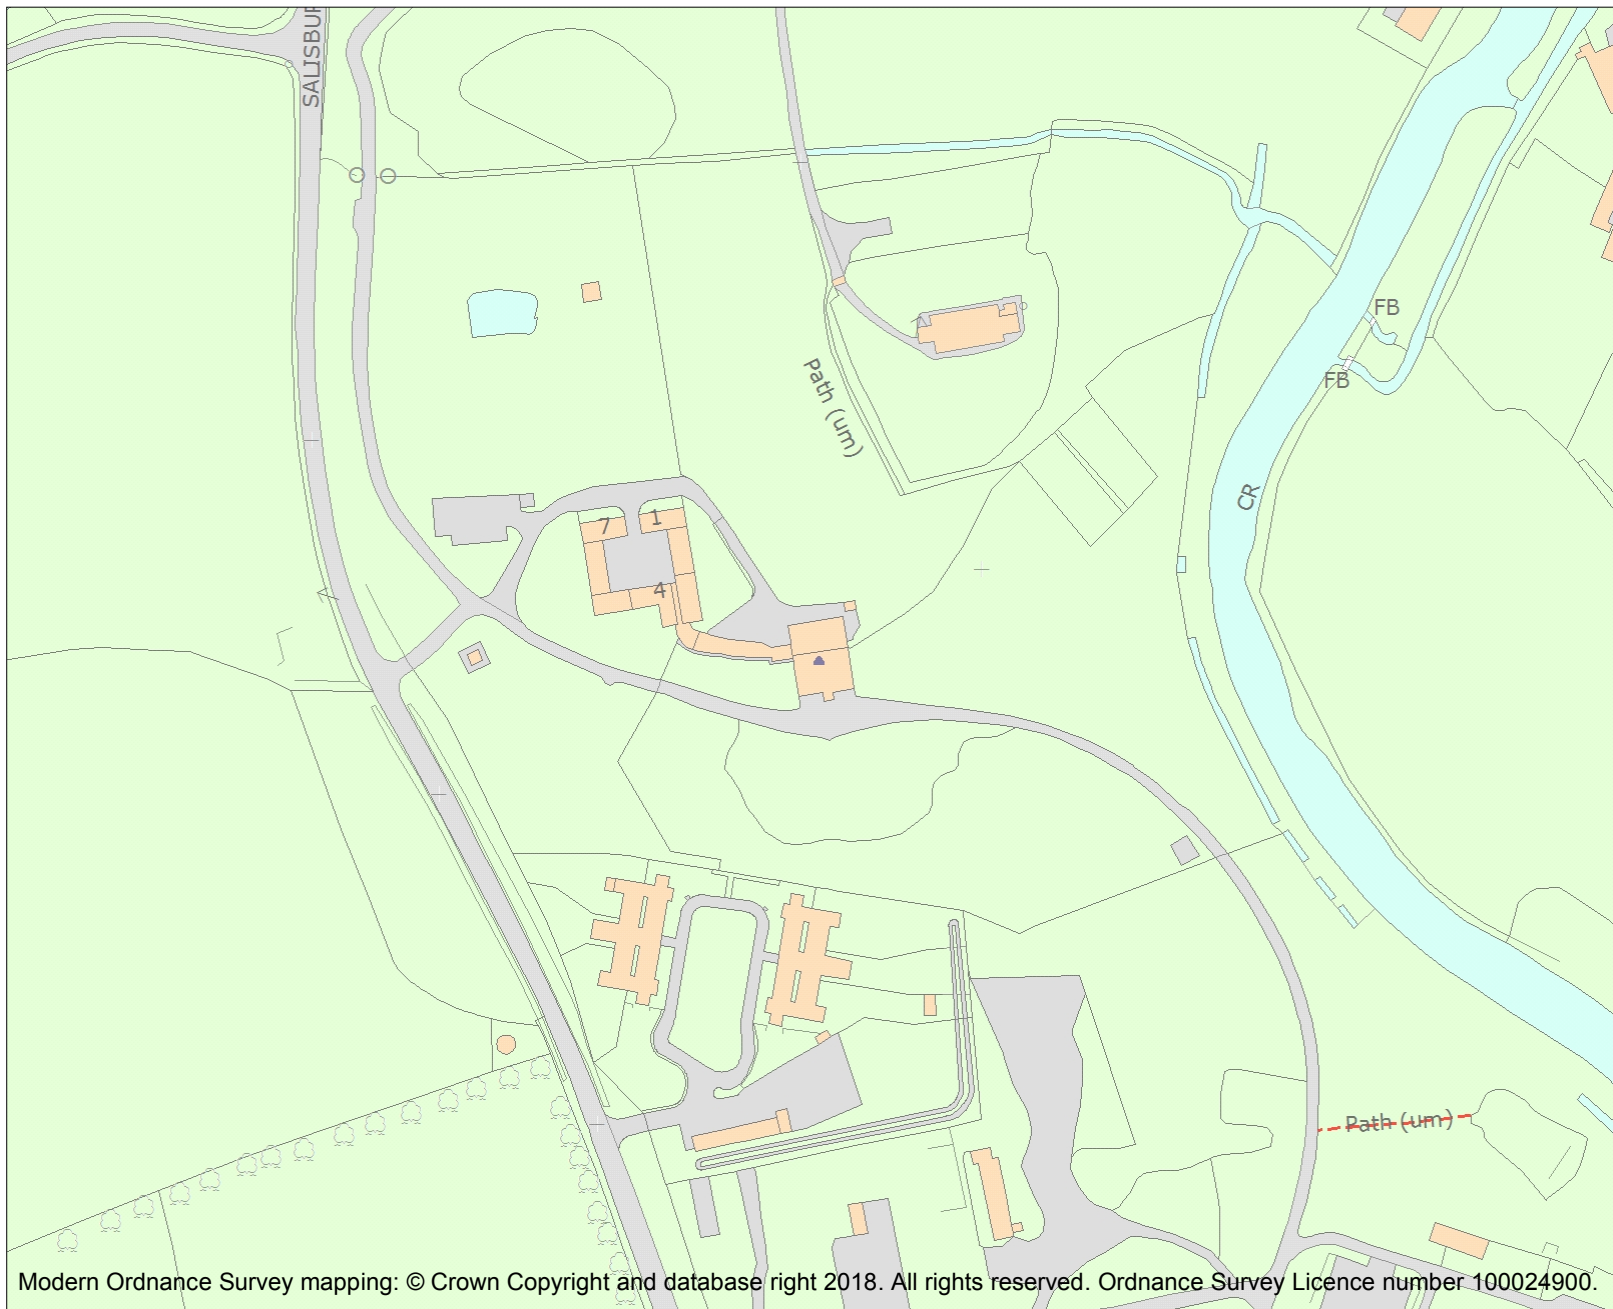 SALISBUR
FB
FB
Path (um)
CR
7
1
4
Path (um)
Modern Ordnance Survey mapping: © Crown Copyright and database right 2018. All rights reserved. Ordnance Survey Licence number 100024900.